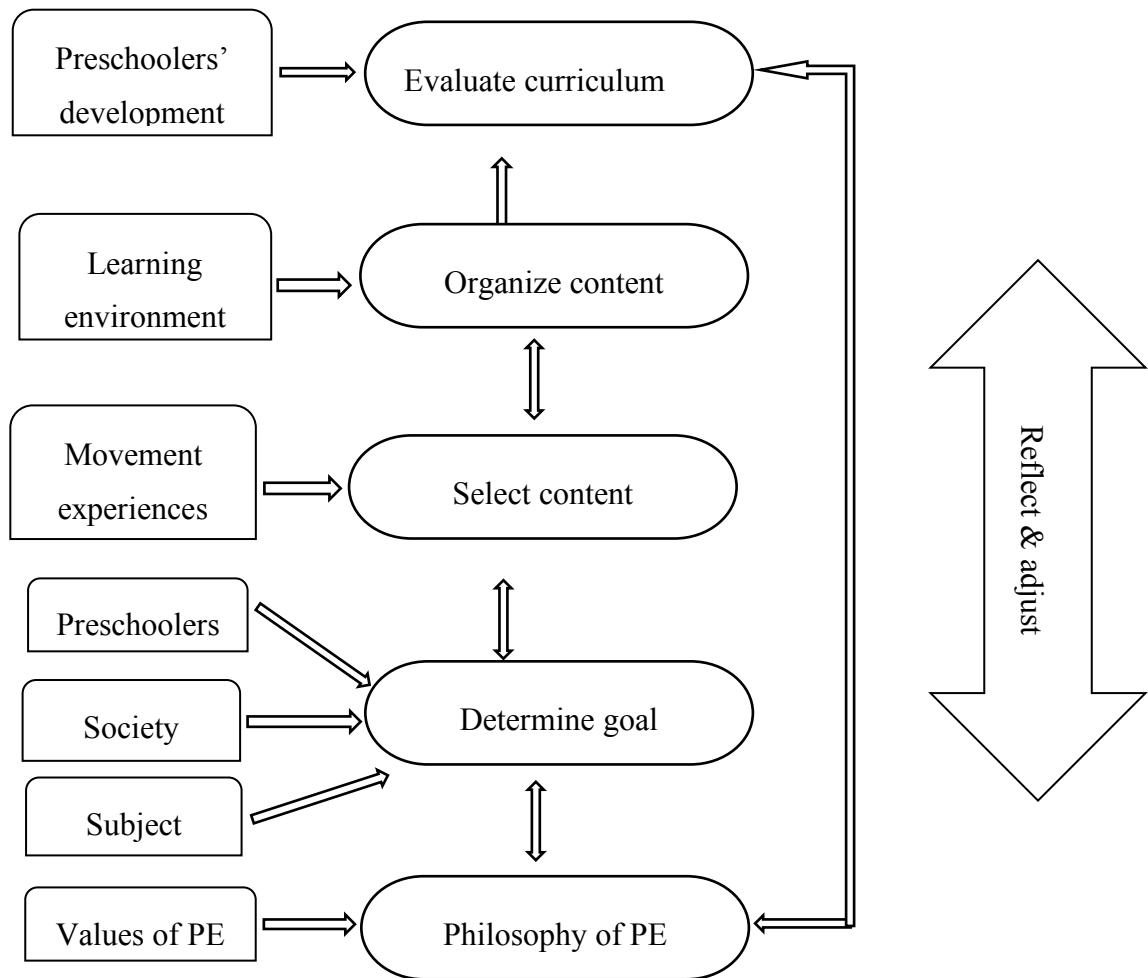 Preschoolers’
development
Evaluate curriculum
Learning
environment
Organize content
Movement
experiences
Select content
Reflect & adjust
Preschoolers
Society
Determine goal
Subject
Values of PE
Philosophy of PE